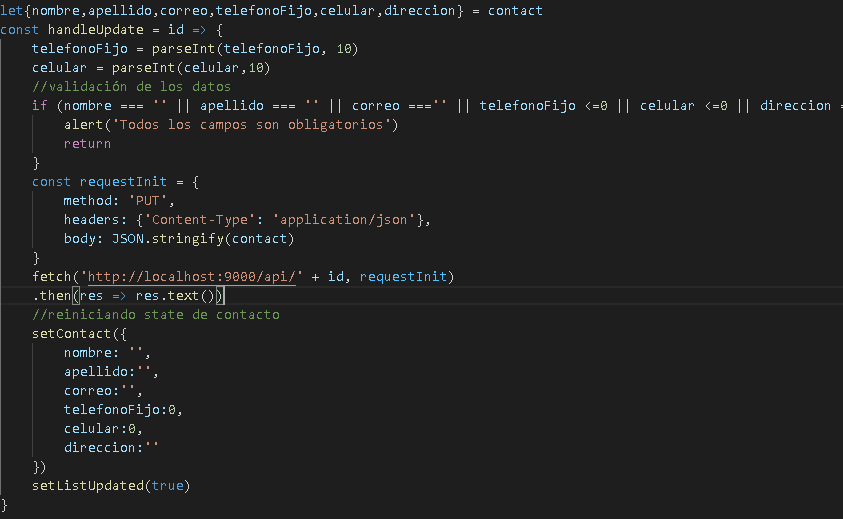 let{nombre,apellido,correo,telefonoFijo,celular,direccion} = contact
const handleUpdate = id => {
    telefonoFijo = parseInt(telefonoFijo, 10)
    celular = parseInt(celular,10)
    //validación de los datos
    if (nombre === '' || apellido === '' || correo ==='' || telefonoFijo <=0 || celular <=0 || direccion =
        alert('Todos los campos son obligatorios')
        return
    }
    const requestInit = {
        method: 'PUT',
        headers: {'Content-Type': 'application/json'},
        body: JSON.stringify(contact)
    }
    fetch('http://localhost:9000/api/' + id, requestInit)
    .then(res => res.text())
    //reiniciando state de contacto
    setContact({
        nombre: '',
        apellido:'',
        correo:'',
        telefonoFijo:0,
        celular:0,
        direccion:''
    })
    setListUpdated(true)
}